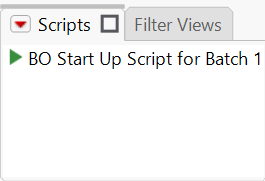 Scripts Filter Views
BO Start Up Script for Batch 1